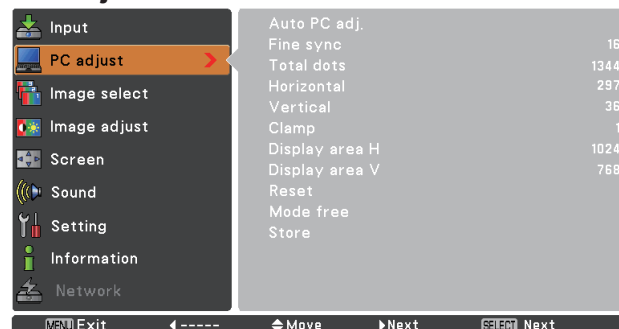 Input
PC adjust
Image select
Image adjust
Screen
Sound
Setting
Information
Network
Auto PC adj.
Fine sync 16
Total dots 1344
Horizontal 297
Vertical 36
Clamp 1
Display area H 1024
Display area V 768
Reset
Mode free
Store
MENU Exit ----- Move Next SELECT Next